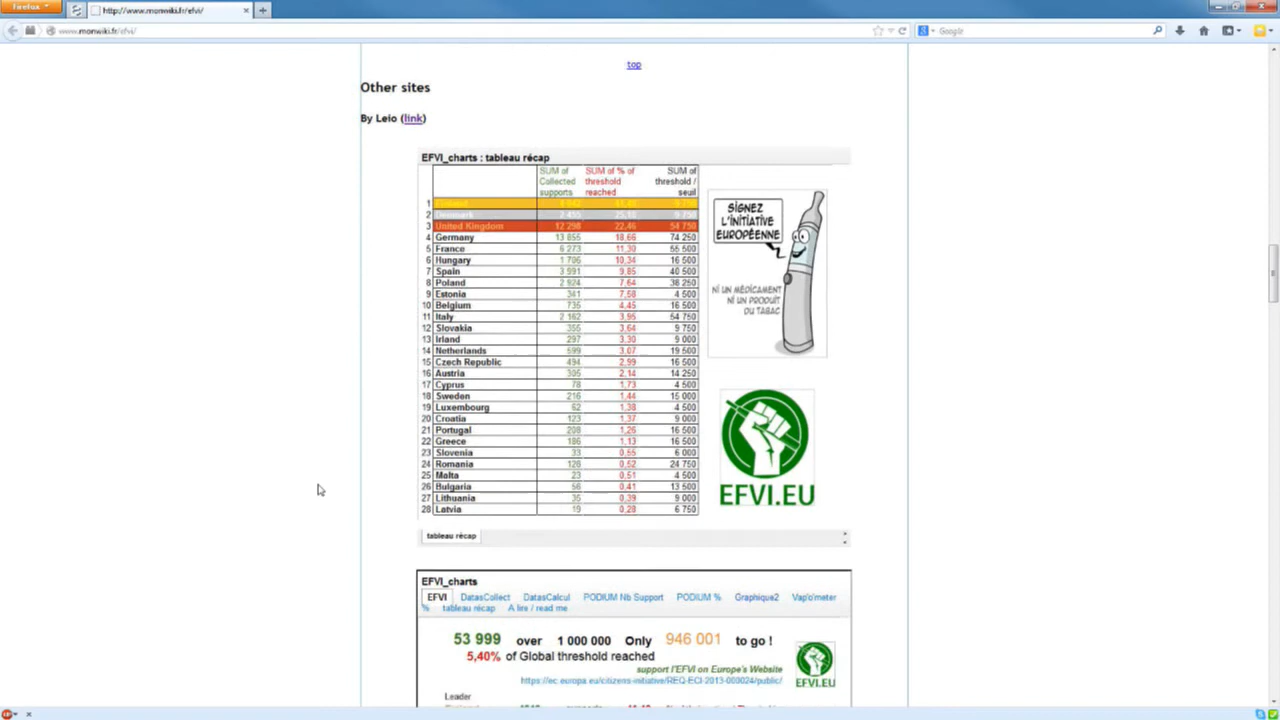 Firefox
http://www.monwiki.fr/efvi/
www.monwiki.fr/efvi/
Google
top
Other sites
By Leio (link)
EFVI_charts : tableau récap
SUM of Collected supports SUM of % of threshold reached SUM of threshold / seuil
1 Finland 9 750
2 Denmark 2 455 25,18 9 750
3 United Kingdom 12 298 22,46 54 750
4 Germany 13 855 18,66 74 250
5 France 6 273 11,30 55 500
6 Hungary 1 706 10,34 16 500
7 Spain 3 991 9,85 40 500
8 Poland 2 924 7,64 38 250
9 Estonia 341 7,58 4 500
10 Belgium 735 4,45 16 500
11 Italy 2 162 3,95 54 750
12 Slovakia 355 3,64 9 750
13 Irland 297 3,30 9 000
14 Netherlands 599 3,07 19 500
15 Czech Republic 494 2,99 16 500
16 Austria 305 2,14 14 250
17 Cyprus 78 1,73 4 500
18 Sweden 216 1,44 15 000
19 Luxembourg 62 1,38 4 500
20 Croatia 123 1,37 9 000
21 Portugal 208 1,26 16 500
22 Greece 186 1,13 16 500
23 Slovenia 33 0,55 6 000
24 Romania 128 0,52 24 750
25 Malta 23 0,51 4 500
26 Bulgaria 56 0,41 13 500
27 Lithuania 35 0,39 9 000
28 Latvia 19 0,28 6 750
SIGNEZ
L'INITIATIVE
EUROPÉENNE
NI UN MÉDICAMENT
NI UN PRODUIT
DU TABAC
EFVI.EU
tableau récap
EFVI_charts
EFVI DatasCollect DatasCalcul PODIUM Nb Support PODIUM % Graphique2 Vap'o'meter
% tableau récap A lire / read me
53 999 over 1 000 000 Only 946 001 to go !
5,40% of Global threshold reached
support l'EFVI on Europe's Website
https://ec.europa.eu/citizens-initiative/REQ-ECI-2013-000024/public/
EFVI.EU
Leader